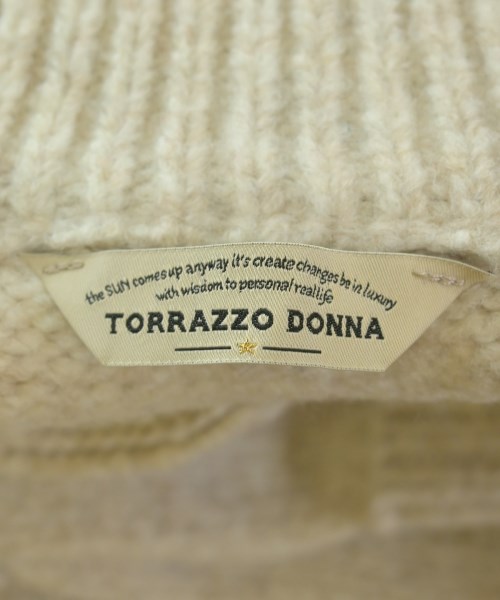 the SUN comes up anyway it's create changes be in luxury
with wisdom to personal reallife
TORRAZZO DONNA